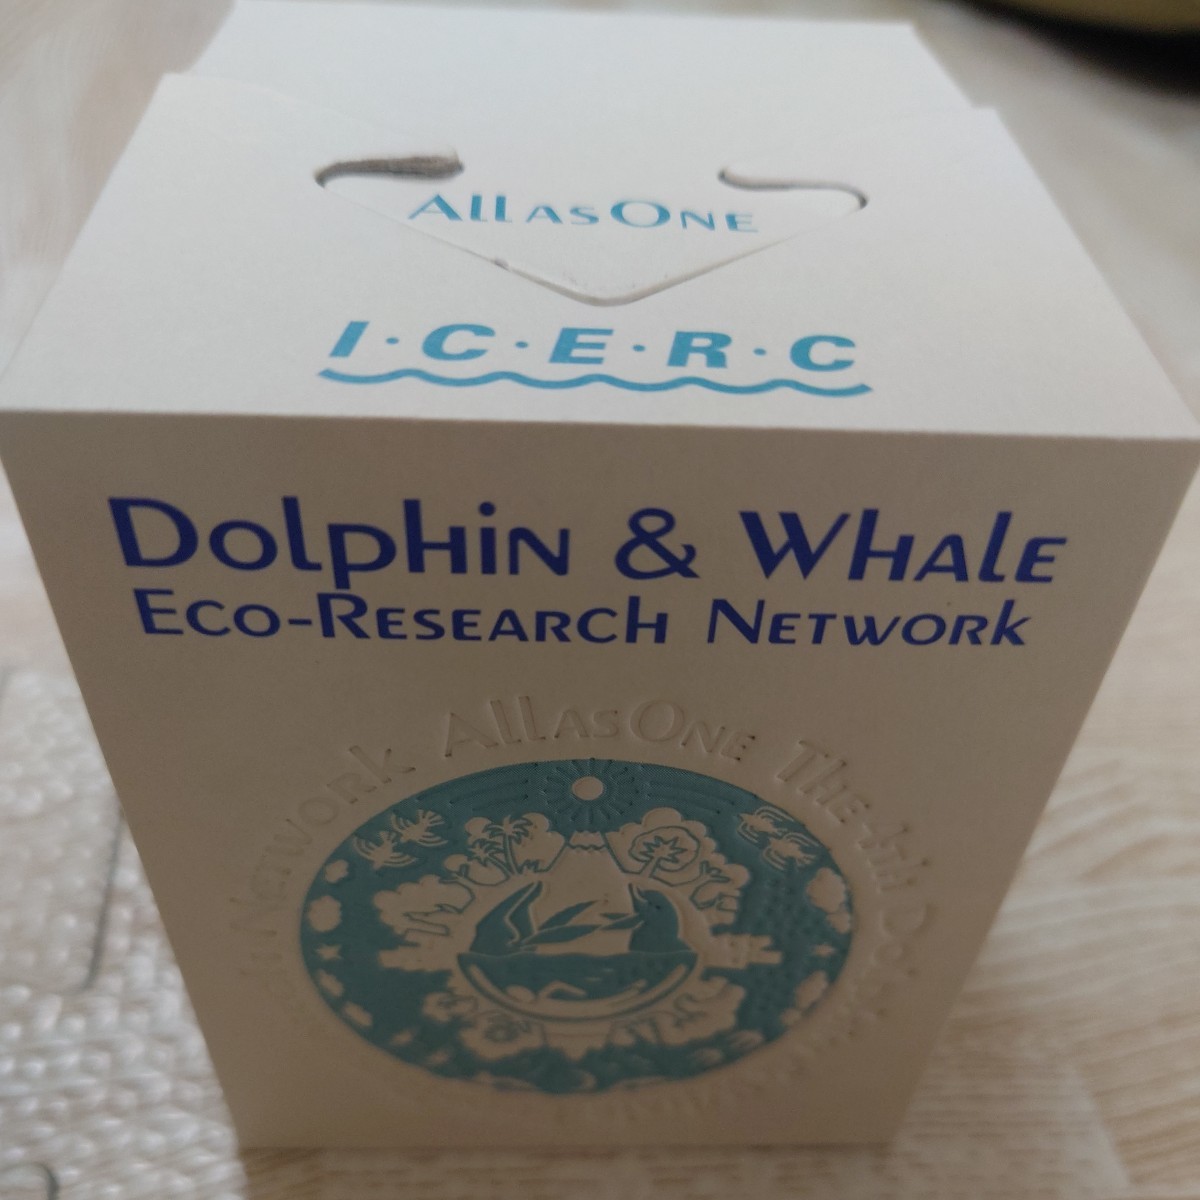 AllasOne
I·C·E·R·C
Dolphin & Whale
Eco-Research Network
Network AllasOne The